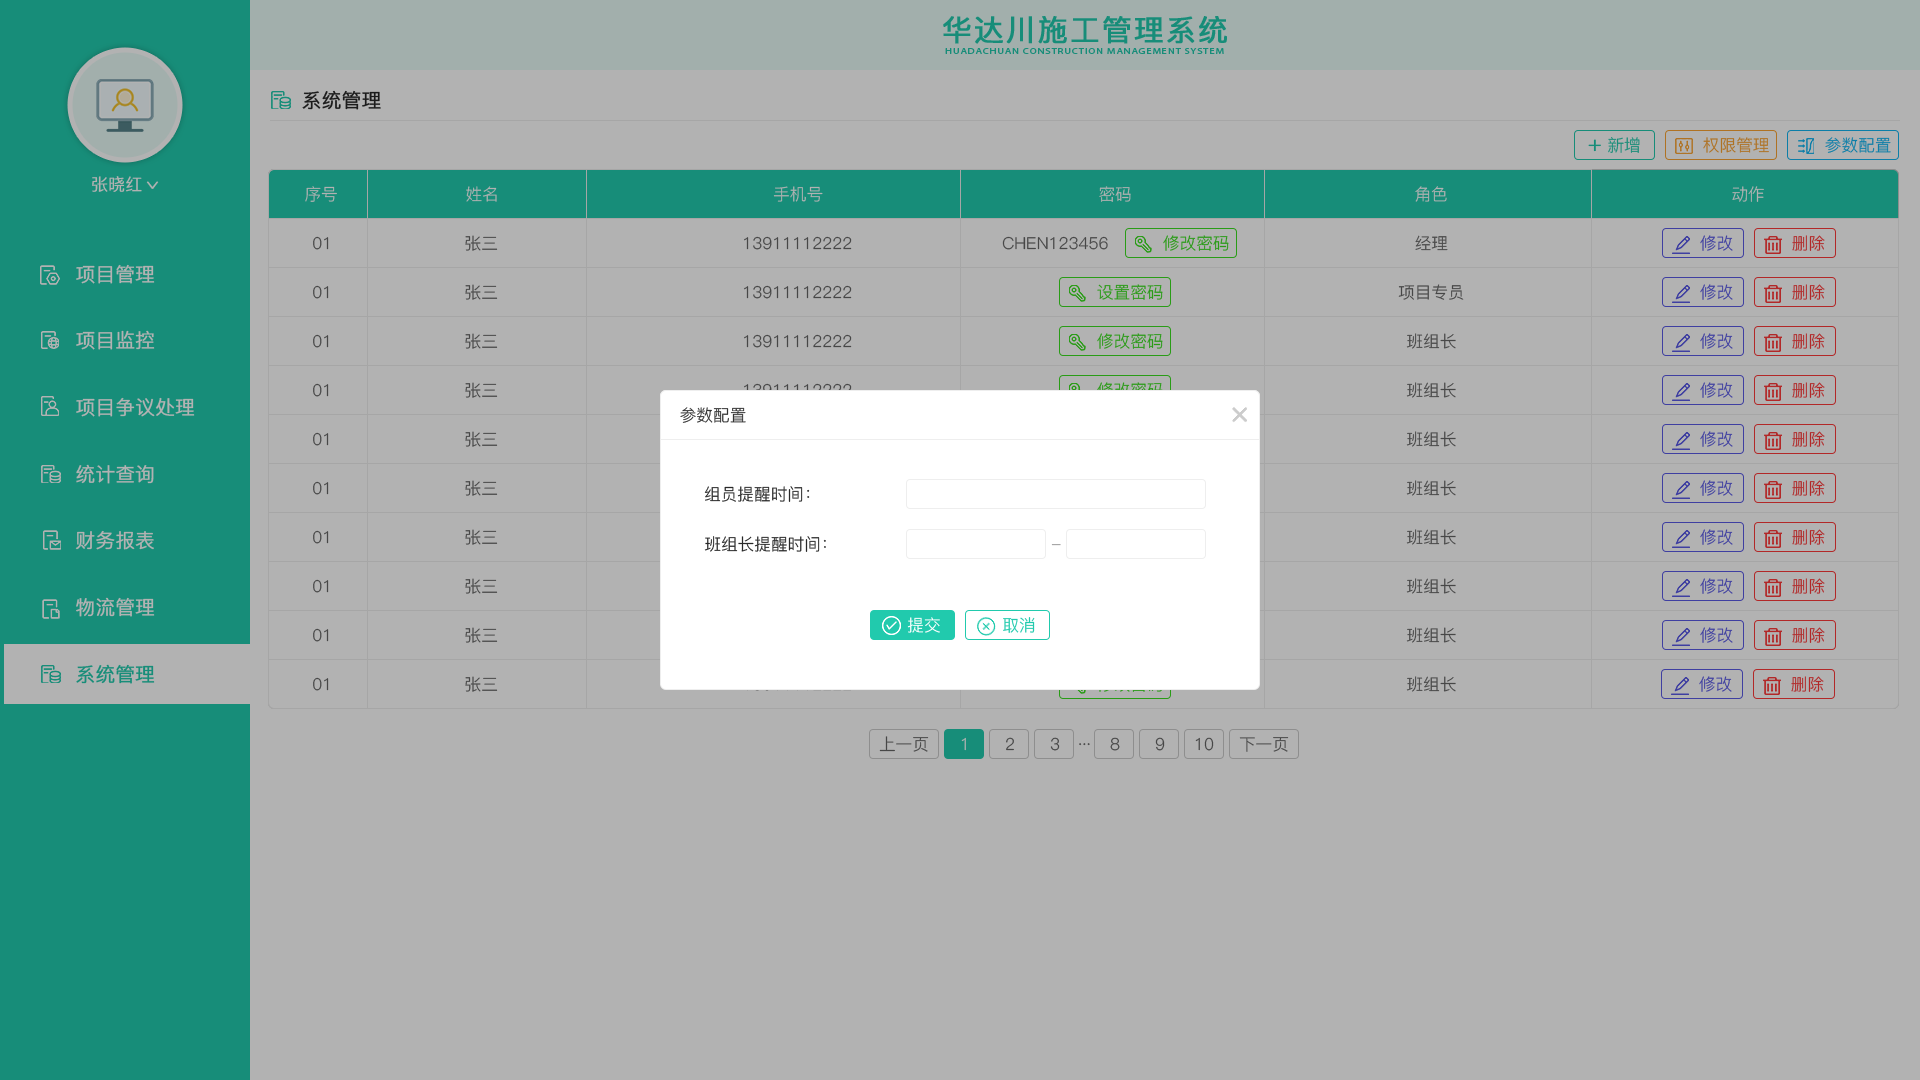 华达川施工管理系统
HUADACHUAN CONSTRUCTION MANAGEMENT SYSTEM
张晓红
项目管理
项目监控
项目争议处理
统计查询
财务报表
物流管理
系统管理
系统管理
新增 权限管理 参数配置
序号 姓名 手机号 密码 角色 动作
01 张三 13911112222 CHEN123456 修改密码 经理 修改 删除
01 张三 13911112222 设置密码 项目专员 修改 删除
01 张三 13911112222 修改密码 班组长 修改 删除
01 张三 13911112222 修改密码 班组长 修改 删除
01 张三 班组长 修改 删除
01 张三 班组长 修改 删除
01 张三 班组长 修改 删除
01 张三 班组长 修改 删除
01 张三 班组长 修改 删除
01 张三 班组长 修改 删除
参数配置
组员提醒时间：
班组长提醒时间： –
提交 取消
上一页 1 2 3 ··· 8 9 10 下一页